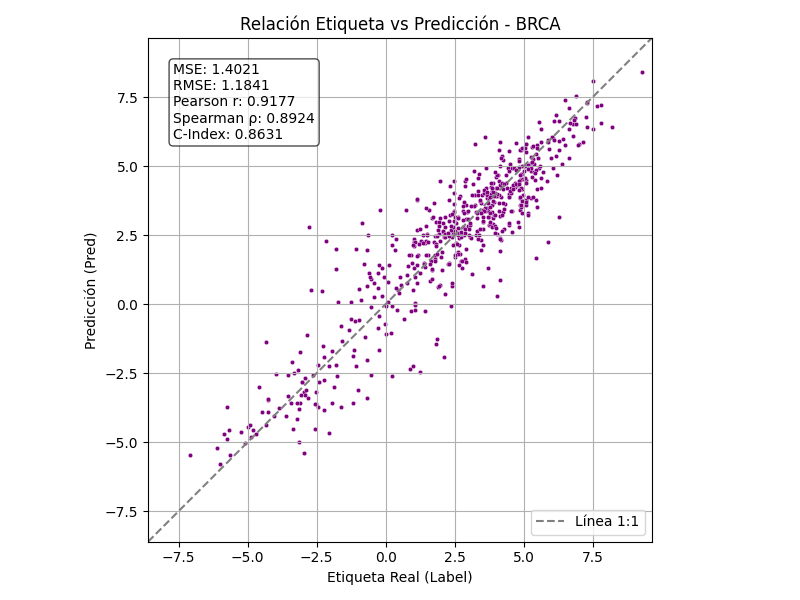 Relación Etiqueta vs Predicción - BRCA
MSE: 1.4021
RMSE: 1.1841
Pearson r: 0.9177
Spearman ρ: 0.8924
C-Index: 0.8631
7.5
5.0
2.5
0.0
−2.5
−5.0
−7.5
Predicción (Pred)
Línea 1:1
−7.5 −5.0 −2.5 0.0 2.5 5.0 7.5
Etiqueta Real (Label)